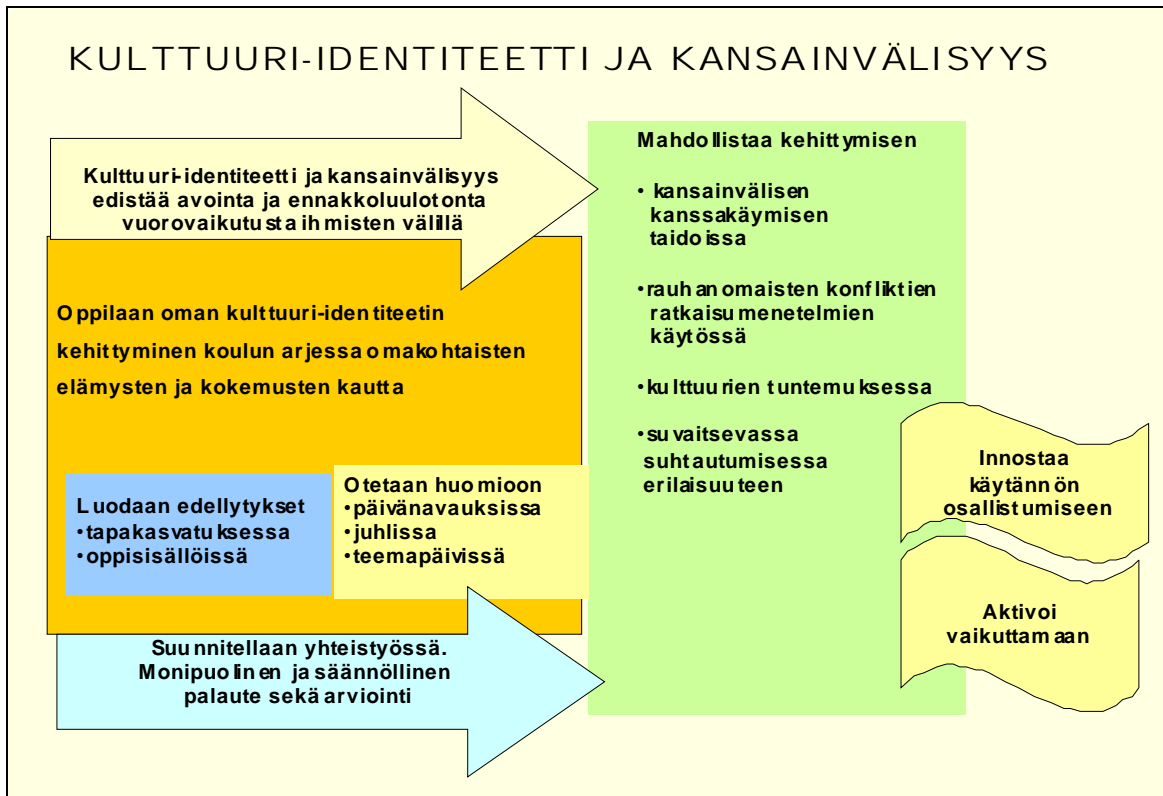 KULTTUURI-IDENTITEETTI JA KANSAINVÄLISYYS
Kulttuuri-identiteetti ja kansainvälisyys
edistää avointa ja ennakkoluulotonta
vuorovaikutusta ihmisten välillä
Oppilaan oman kulttuuri-identiteetin
kehittyminen koulun arjessa omakohtaisten
elämysten ja kokemusten kautta
Luodaan edellytykset
•tapakasvatuksessa
•oppisisällöissä
Otetaan huomioon
•päivänavauksissa
•juhlissa
•teemapäivissä
Suunnitellaan yhteistyössä.
Monipuolinen ja säännöllinen
palaute sekä arviointi
Mahdollistaa kehittymisen
• kansainvälisen
kanssakäymisen
taidoissa
•rauhanomaisten konfliktien
ratkaisumenetelmien
käytössä
•kulttuurien tuntemuksessa
•suvaitsevassa
suhtautumisessa
erilaisuuteen
Innostaa
käytännön
osallistumiseen
Aktivoi
vaikuttamaan